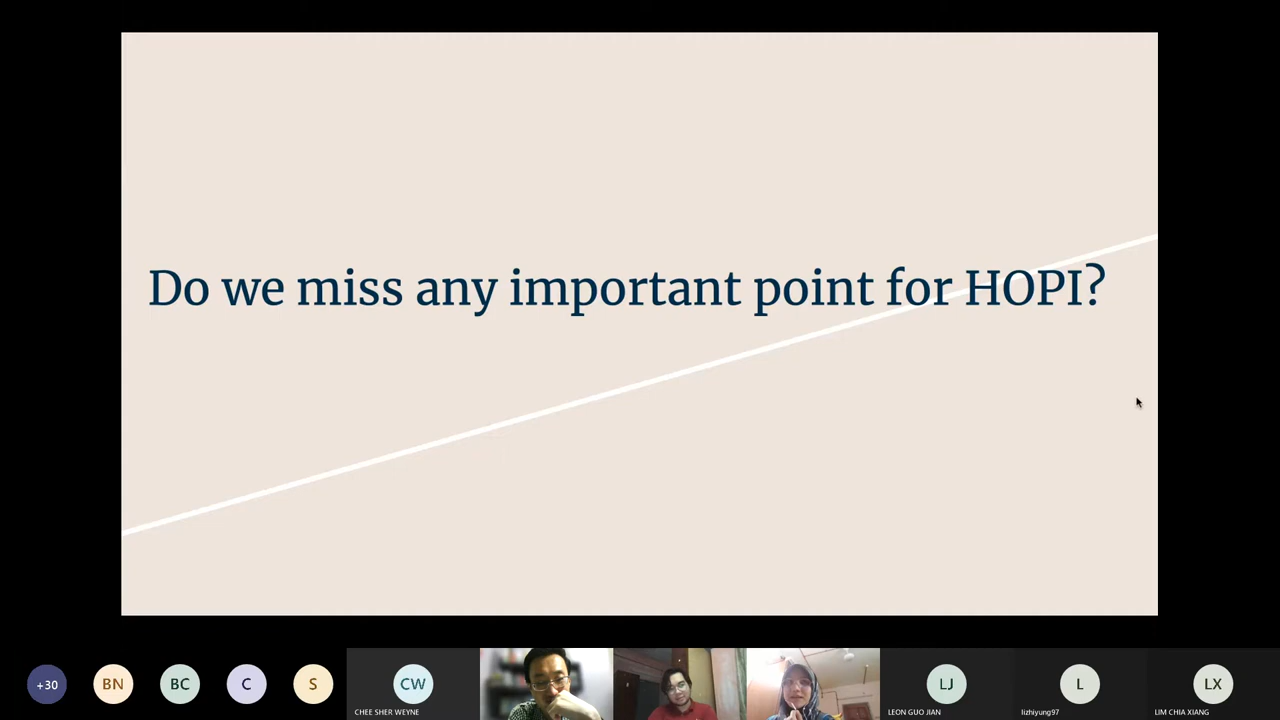 Do we miss any important point for HOPI?
+30
BN
BC
C
S
CW
CHEE SHER WEYNE
LJ
LEON GUO JIAN
L
lizhiyung97
LX
LIM CHIA XIANG